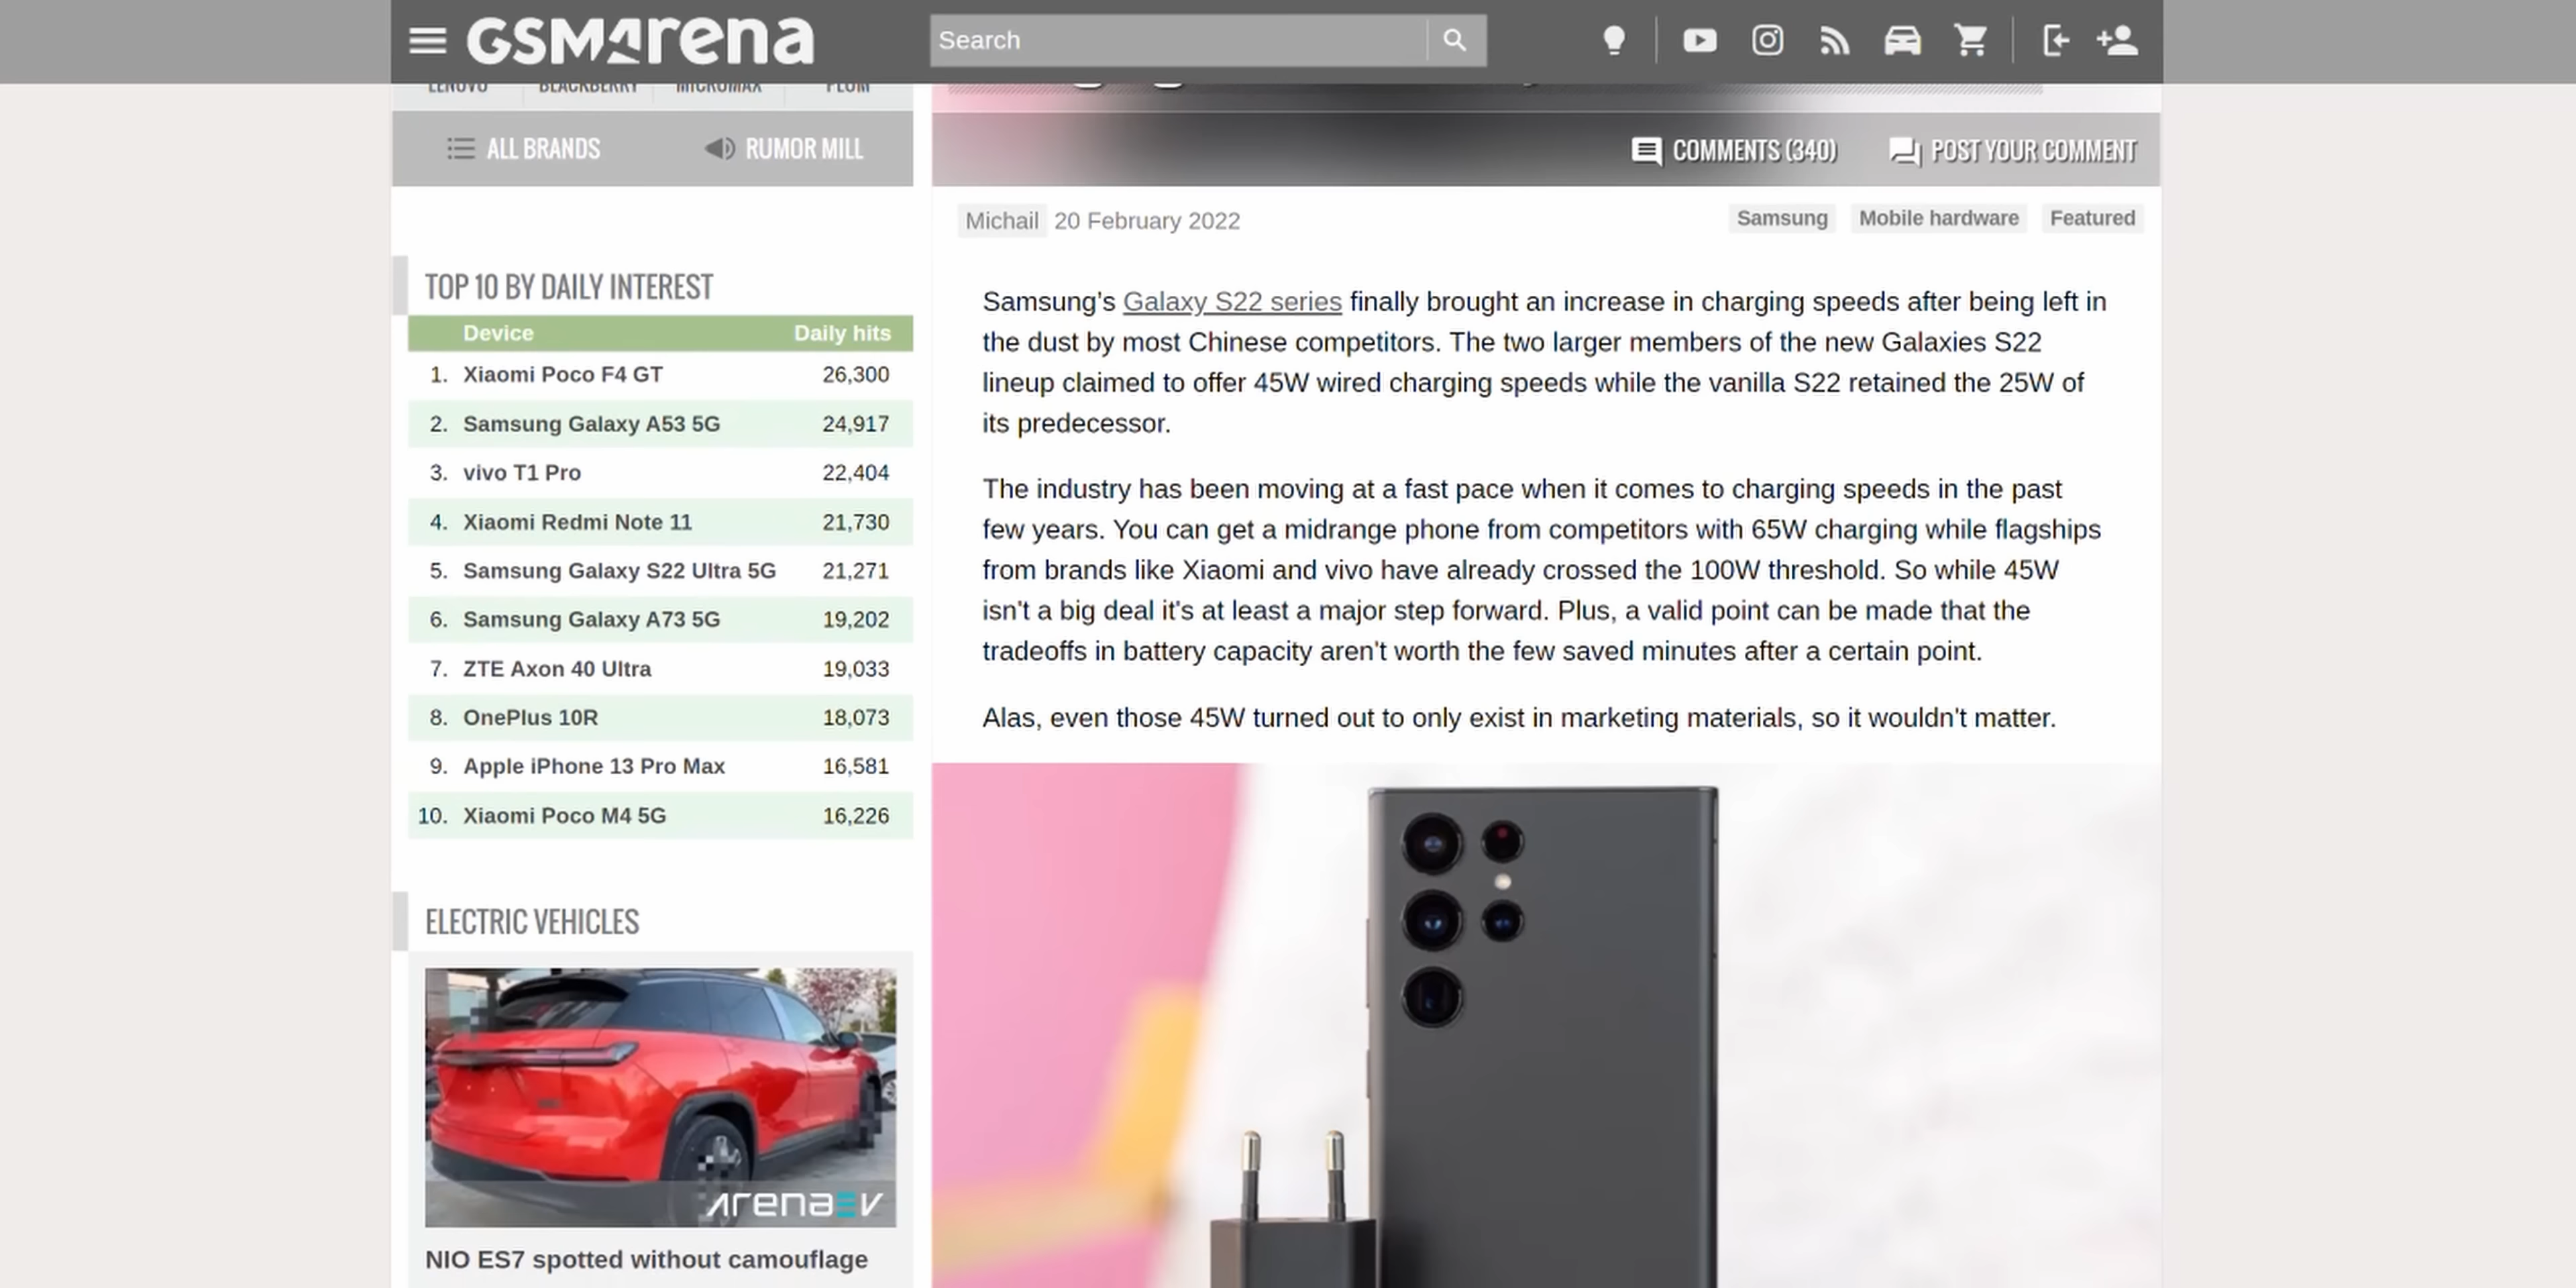 GSMArena
Search
LENOVO BLACKBERRY MICROMAX PLUM
ALL BRANDS RUMOR MILL
TOP 10 BY DAILY INTEREST
Device Daily hits
1. Xiaomi Poco F4 GT 26,300
2. Samsung Galaxy A53 5G 24,917
3. vivo T1 Pro 22,404
4. Xiaomi Redmi Note 11 21,730
5. Samsung Galaxy S22 Ultra 5G 21,271
6. Samsung Galaxy A73 5G 19,202
7. ZTE Axon 40 Ultra 19,033
8. OnePlus 10R 18,073
9. Apple iPhone 13 Pro Max 16,581
10. Xiaomi Poco M4 5G 16,226
ELECTRIC VEHICLES
ArenaEV
NIO ES7 spotted without camouflage
COMMENTS (340) POST YOUR COMMENT
Michail 20 February 2022
Samsung Mobile hardware Featured
Samsung's Galaxy S22 series finally brought an increase in charging speeds after being left in
the dust by most Chinese competitors. The two larger members of the new Galaxies S22
lineup claimed to offer 45W wired charging speeds while the vanilla S22 retained the 25W of
its predecessor.
The industry has been moving at a fast pace when it comes to charging speeds in the past
few years. You can get a midrange phone from competitors with 65W charging while flagships
from brands like Xiaomi and vivo have already crossed the 100W threshold. So while 45W
isn't a big deal it's at least a major step forward. Plus, a valid point can be made that the
tradeoffs in battery capacity aren't worth the few saved minutes after a certain point.
Alas, even those 45W turned out to only exist in marketing materials, so it wouldn't matter.